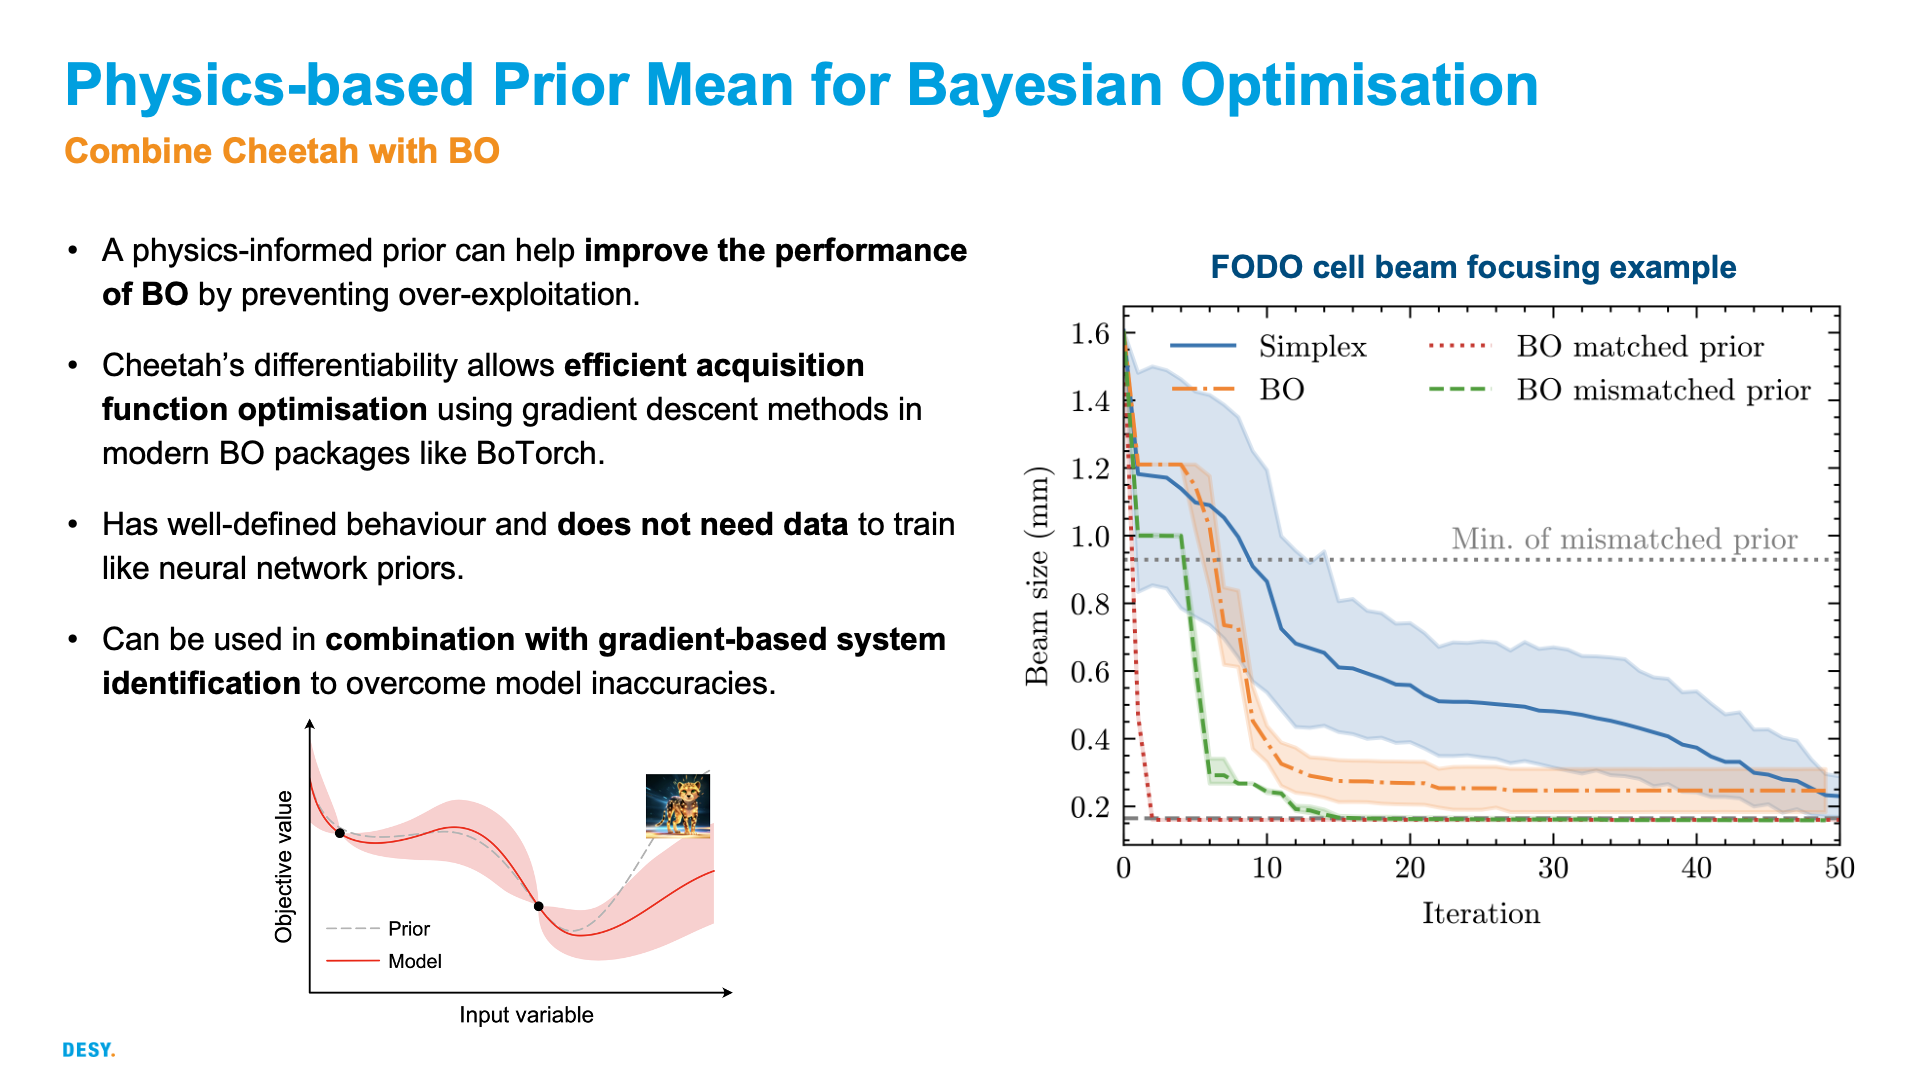 Physics-based Prior Mean for Bayesian Optimisation
Combine Cheetah with BO
• A physics-informed prior can help improve the performance
of BO by preventing over-exploitation.
• Cheetah’s differentiability allows efficient acquisition
function optimisation using gradient descent methods in
modern BO packages like BoTorch.
• Has well-defined behaviour and does not need data to train
like neural network priors.
• Can be used in combination with gradient-based system
identification to overcome model inaccuracies.
Objective value
Prior
Model
Input variable
FODO cell beam focusing example
Simplex
BO
BO matched prior
BO mismatched prior
Min. of mismatched prior
Beam size (mm)
1.6
1.4
1.2
1.0
0.8
0.6
0.4
0.2
0 10 20 30 40 50
Iteration
DESY.